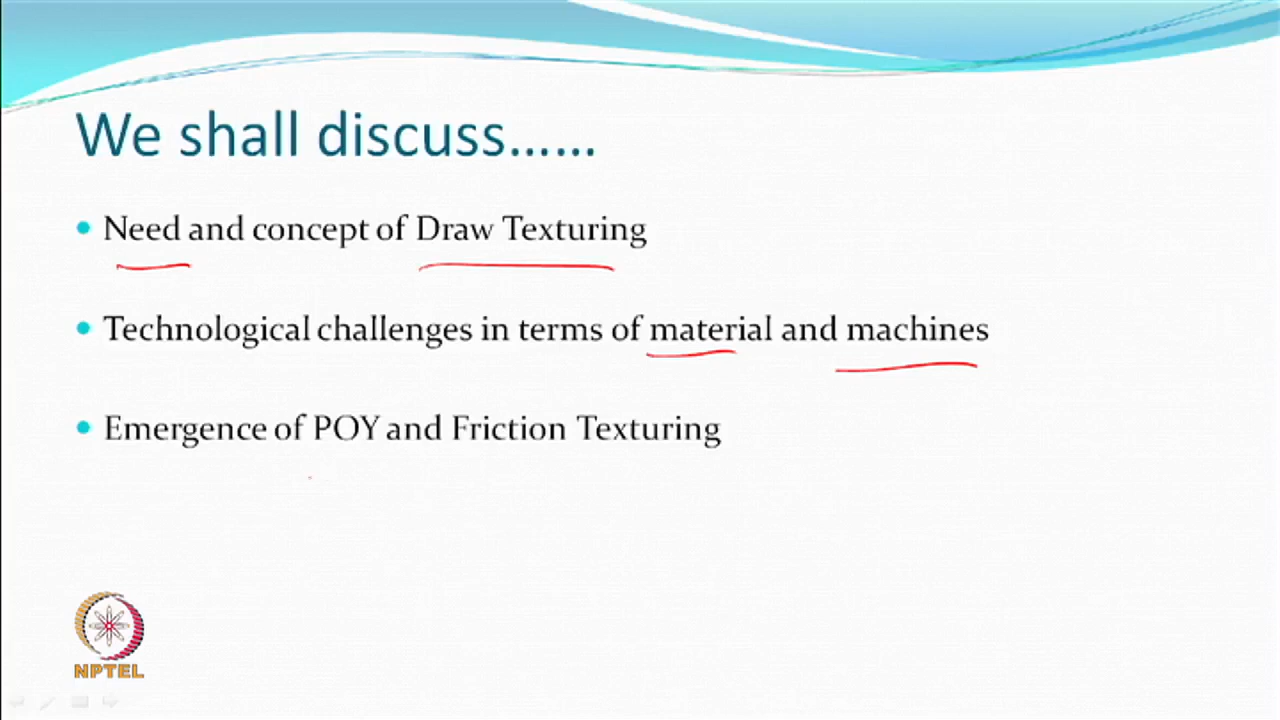 We shall discuss......
Need and concept of Draw Texturing
Technological challenges in terms of material and machines
Emergence of POY and Friction Texturing
NPTEL